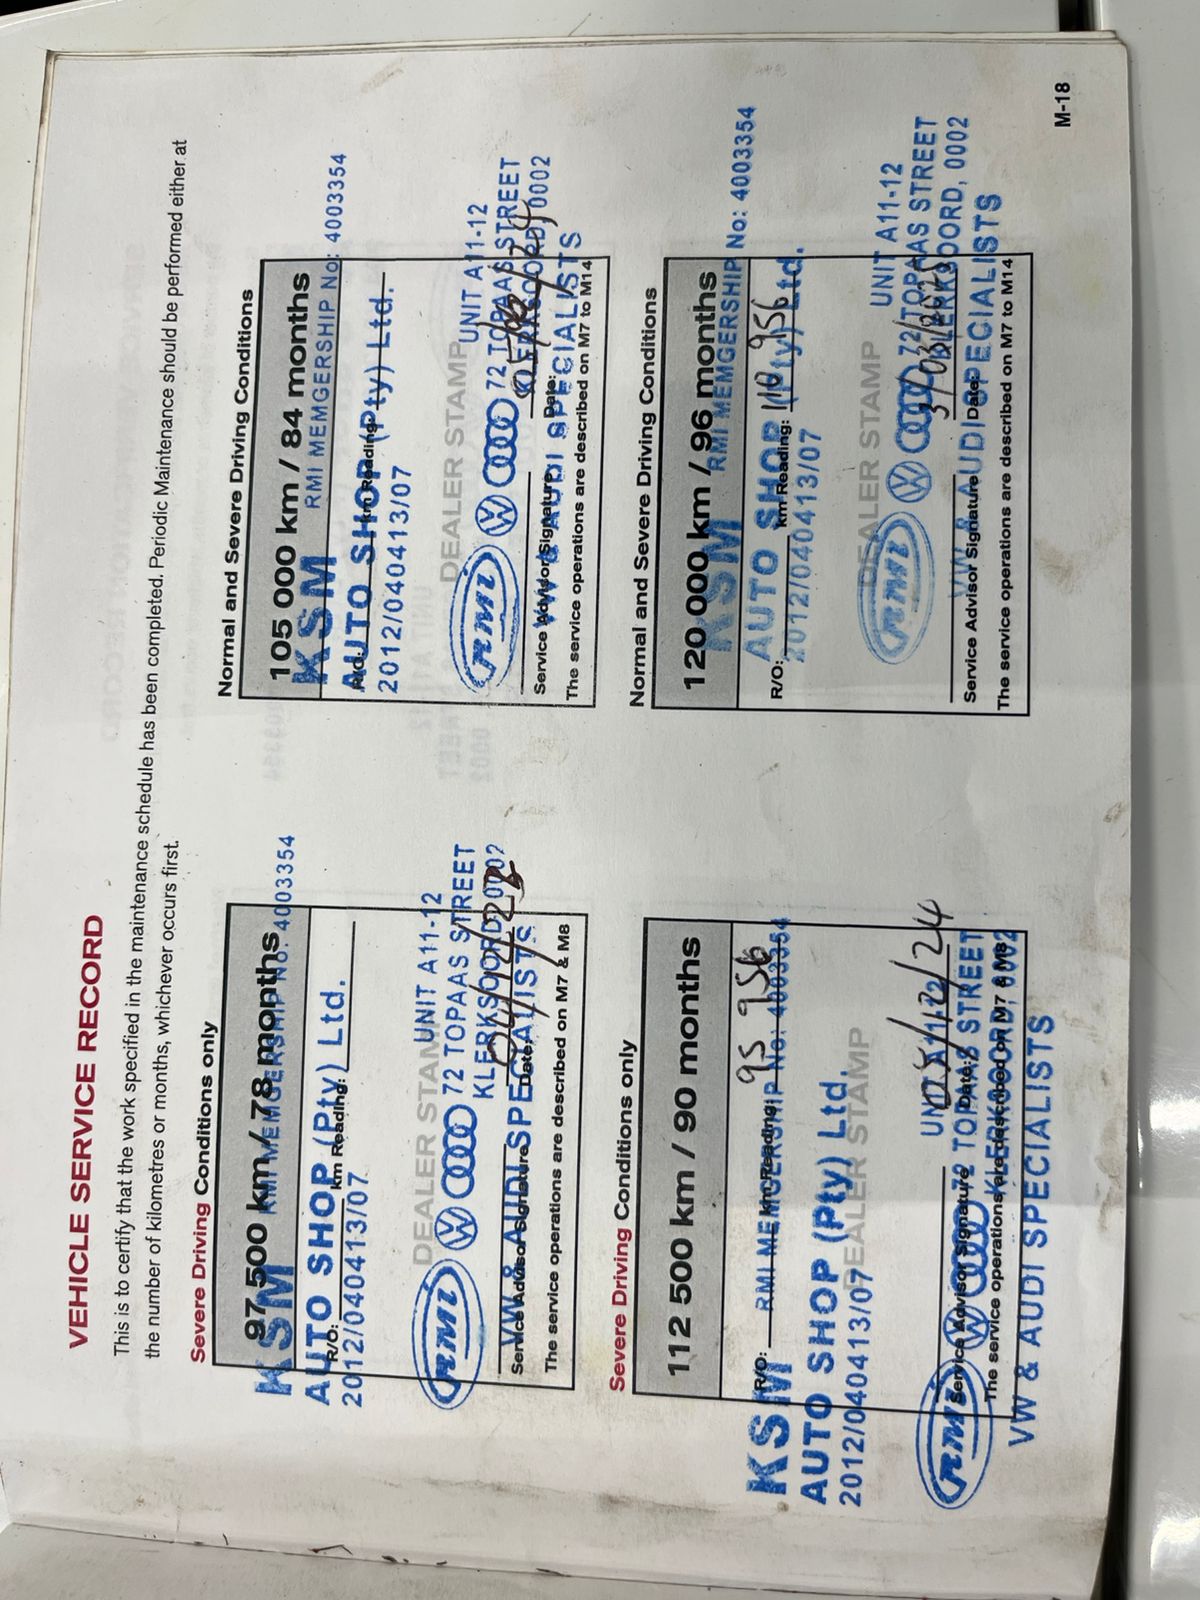 VEHICLE SERVICE RECORD
This is to certify that the work specified in the maintenance schedule has been completed. Periodic Maintenance should be performed either at
the number of kilometres or months, whichever occurs first.
Severe Driving Conditions only
97 500 km / 78 months
KSM
RMI MEMGERSHIP No: 4003354
AUTO SHOP (Pty) Ltd.
R/O:
km Reading:
2012/040413/07
DEALER STAMP
UNIT A11-12
72 TOPAAS STREET
KLERKSOORD, 0002
rmi
Service Advisor Signature
Date:
VW & AUDI SPECIALISTS
The service operations are described on M7 & M8
Normal and Severe Driving Conditions
105 000 km / 84 months
KSM
RMI MEMGERSHIP No: 4003354
AUTO SHOP (Pty) Ltd.
R/O:
km Reading:
2012/040413/07
DEALER STAMP
UNIT A11-12
72 TOPAAS STREET
KLERKSOORD, 0002
rmi
Service Advisor Signature
Date:
VW & AUDI SPECIALISTS
The service operations are described on M7 to M14
Severe Driving Conditions only
112 500 km / 90 months
R/O:
km Reading:
95 956
KSM
RMI MEMGERSHIP No: 4003354
AUTO SHOP (Pty) Ltd.
2012/040413/07
DEALER STAMP
UNIT A11-12
72 TOPAAS STREET
KLERKSOORD, 0002
rmi
Service Advisor Signature
Date:
05/12/24
The service operations are described on M7 & M8
VW & AUDI SPECIALISTS
Normal and Severe Driving Conditions
120 000 km / 96 months
KSM
RMI MEMGERSHIP No: 4003354
AUTO SHOP (Pty) Ltd.
R/O:
km Reading:
110 956
2012/040413/07
DEALER STAMP
UNIT A11-12
72 TOPAAS STREET
KLERKSOORD, 0002
rmi
Service Advisor Signature
Date:
VW & AUDI SPECIALISTS
The service operations are described on M7 to M14
M-18